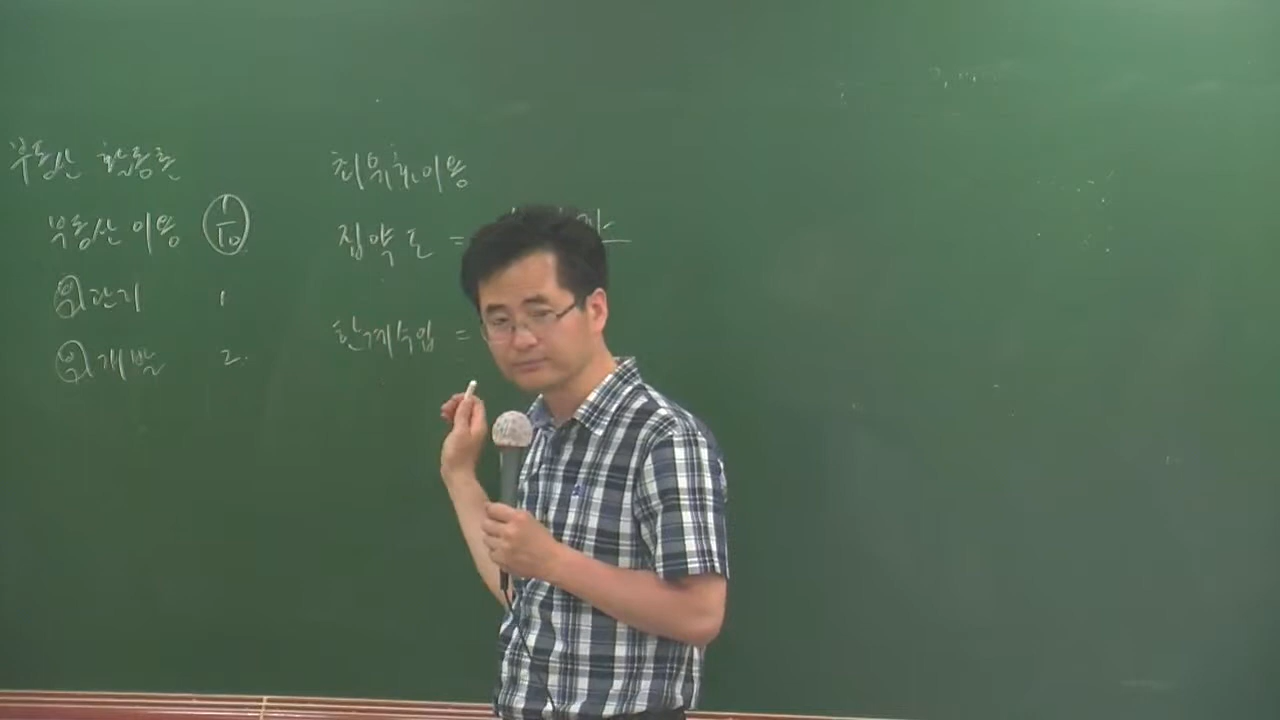 부동산 활동론
부동산 이용 1/10
관리 1
개발 2.
최유효이용
집약도 =
한계수입 =